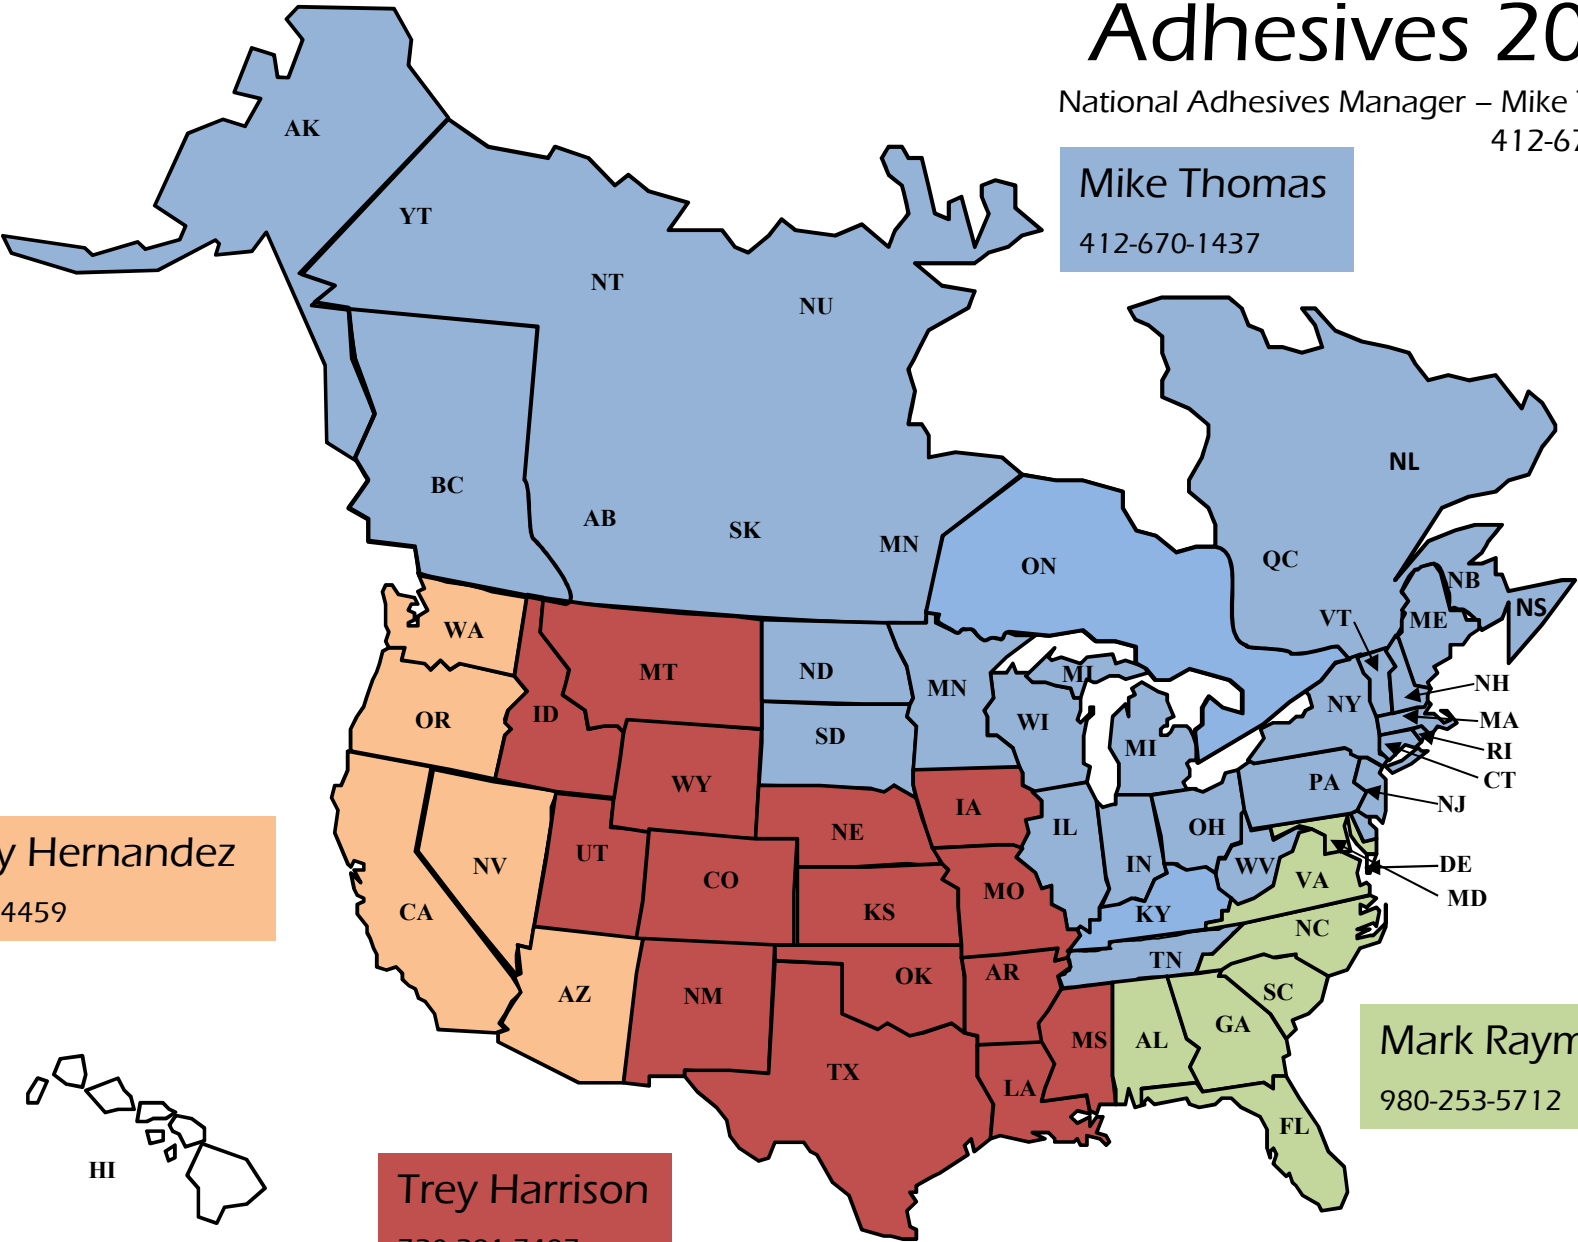 Adhesives 20
National Adhesives Manager – Mike
412-67
Mike Thomas
412-670-1437
AK
YT
NT
NU
BC
AB
SK
MN
ON
QC
NL
NB
NS
VT
ME
NH
MA
RI
CT
NJ
DE
MD
WA
OR
ID
MT
ND
SD
MN
WI
MI
MI
NY
PA
WY
NE
IA
IL
IN
OH
WV
VA
NV
UT
CO
KS
MO
KY
NC
CA
AZ
NM
OK
AR
TN
SC
TX
LA
MS
AL
GA
FL
HI
y Hernandez
4459
Mark Raym
980-253-5712
Trey Harrison